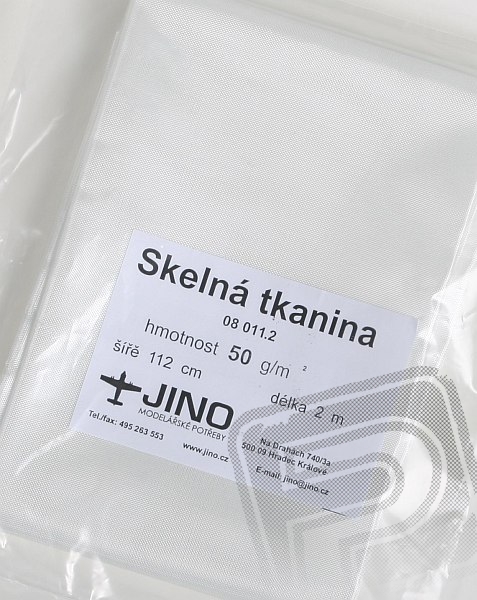 Skelná tkanina
08 011.2
hmotnost 50 g/m ²
šíře 112 cm délka 2 m
JINO
MODELÁŘSKÉ POTŘEBY
Tel./fax: 495 263 553
www.jino.cz
Na Drahách 740/3a
500 09 Hradec Králové
E-mail: jino@jino.cz